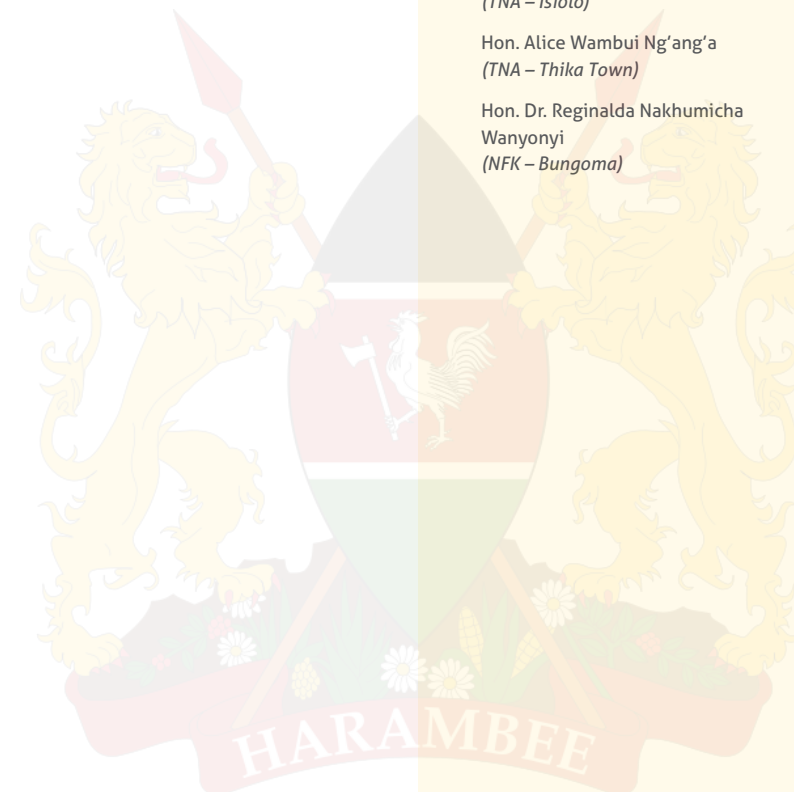 (TNA – Isiolo)
Hon. Alice Wambui Ng’ang’a
(TNA – Thika Town)
Hon. Dr. Reginalda Nakhumicha
Wanyonyi
(NFK – Bungoma)
HARAMBEE